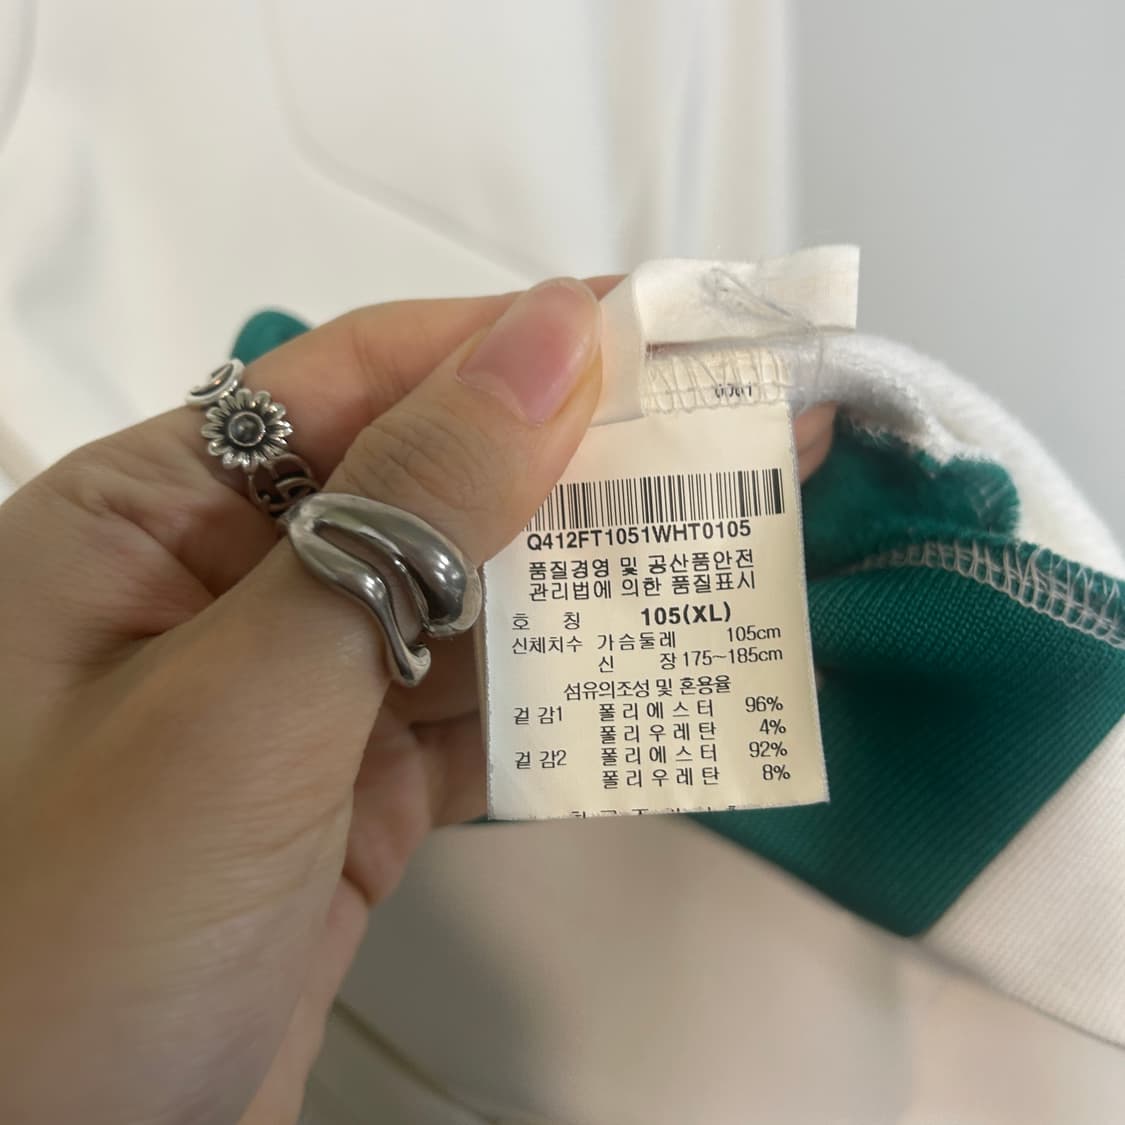 Q412FT1051WHT0105
품질경영 및 공산품안전
관리법에 의한 품질표시
호 칭 105(XL)
신체치수 가슴둘레 105cm
신 장 175~185cm
섬유의조성 및 혼용율
겉 감1 폴리에스터 96%
폴리우레탄 4%
겉 감2 폴리에스터 92%
폴리우레탄 8%